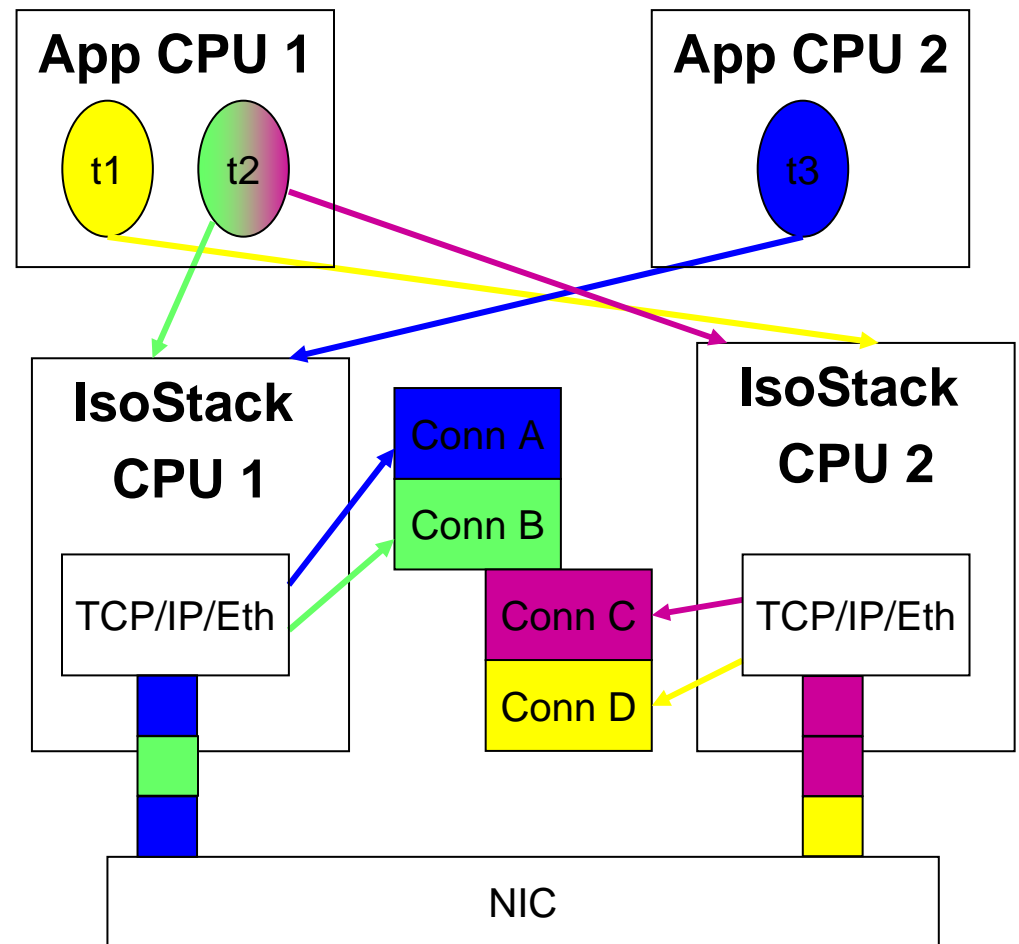 App CPU 1
App CPU 2
t1
t2
t3
IsoStack
CPU 1
IsoStack
CPU 2
Conn A
Conn B
Conn C
Conn D
TCP/IP/Eth
TCP/IP/Eth
NIC